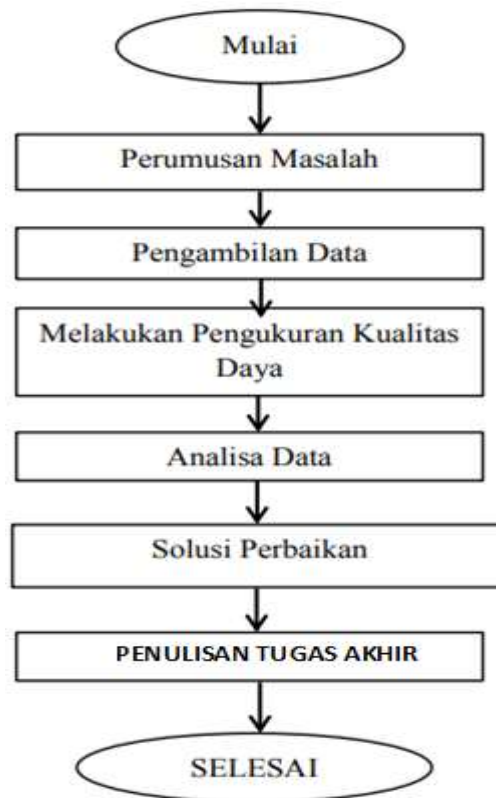 Mulai
Perumusan Masalah
Pengambilan Data
Melakukan Pengukuran Kualitas
Daya
Analisa Data
Solusi Perbaikan
PENULISAN TUGAS AKHIR
SELESAI